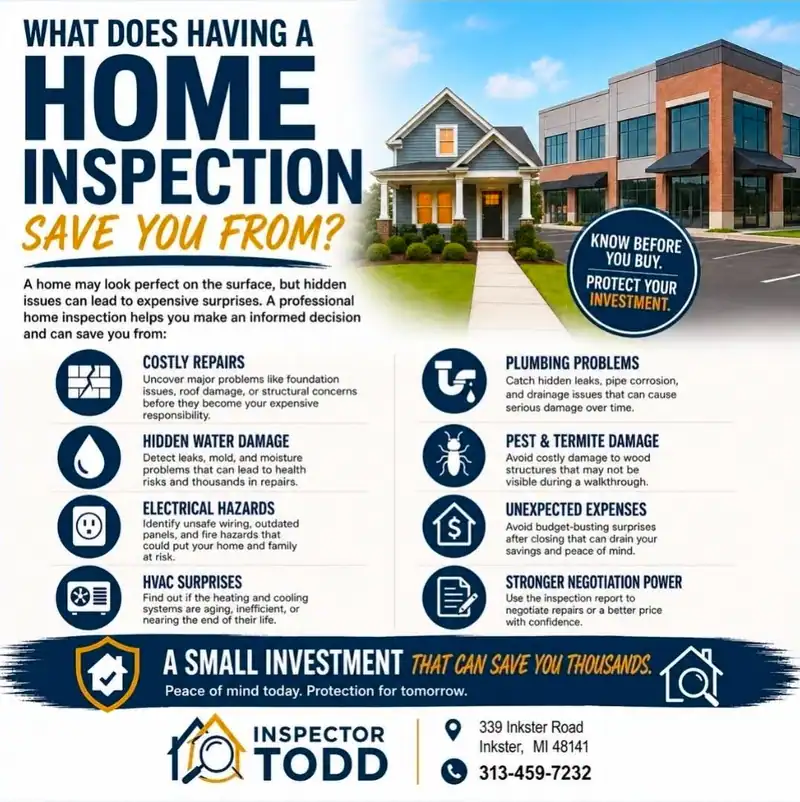 WHAT DOES HAVING A
HOME
INSPECTION
SAVE YOU FROM?
A home may look perfect on the surface, but hidden
issues can lead to expensive surprises. A professional
home inspection helps you make an informed decision
and can save you from:
KNOW BEFORE
YOU BUY.
PROTECT YOUR
INVESTMENT.
COSTLY REPAIRS
Uncover major problems like foundation
issues, roof damage, or structural concerns
before they become your expensive
responsibility.
HIDDEN WATER DAMAGE
Detect leaks, mold, and moisture
problems that can lead to health
risks and thousands in repairs.
ELECTRICAL HAZARDS
Identify unsafe wiring, outdated
panels, and fire hazards that
could put your home and family
at risk.
HVAC SURPRISES
Find out if the heating and cooling
systems are aging, inefficient, or
nearing the end of their life.
PLUMBING PROBLEMS
Catch hidden leaks, pipe corrosion,
and drainage issues that can cause
serious damage over time.
PEST & TERMITE DAMAGE
Avoid costly damage to wood
structures that may not be
visible during a walkthrough.
UNEXPECTED EXPENSES
Avoid budget-busting surprises
after closing that can drain your
savings and peace of mind.
STRONGER NEGOTIATION POWER
Use the inspection report to
negotiate repairs or a better price
with confidence.
A SMALL INVESTMENT THAT CAN SAVE YOU THOUSANDS.
Peace of mind today. Protection for tomorrow.
INSPECTOR
TODD
339 Inkster Road
Inkster, MI 48141
313-459-7232